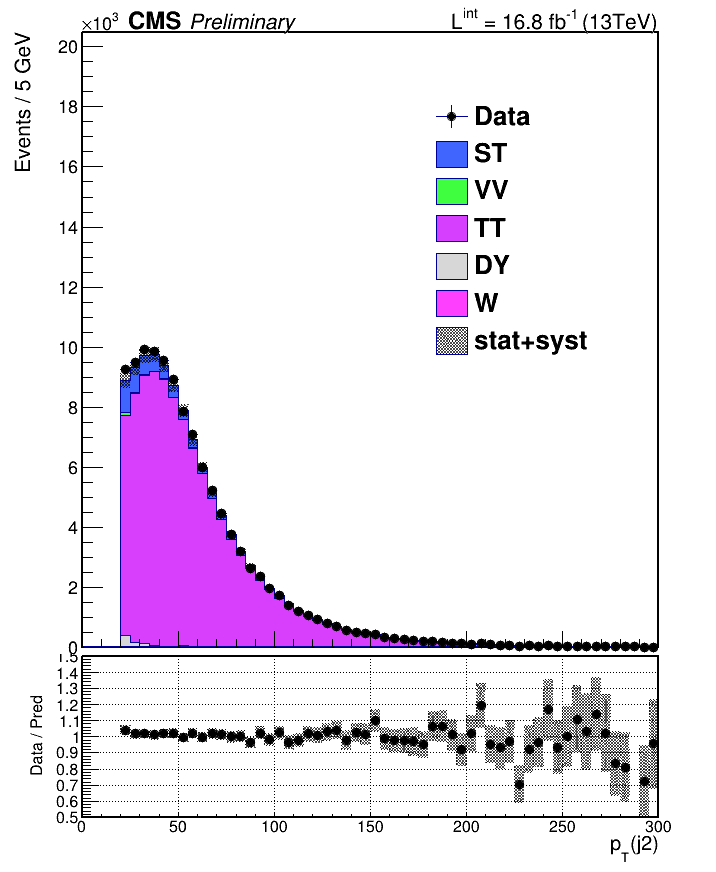 ×10³ CMS Preliminary L^int = 16.8 fb⁻¹ (13TeV)
Events / 5 GeV
20
18
16
14
12
10
8
6
4
2
0
Data
ST
VV
TT
DY
W
stat+syst
Data / Pred
1.5
1.4
1.3
1.2
1.1
1
0.9
0.8
0.7
0.6
0.5
0 50 100 150 200 250 300
p_T(j2)